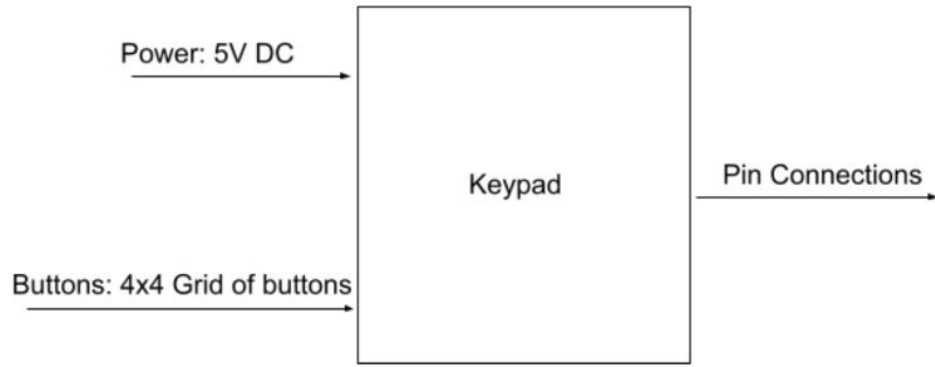 Power: 5V DC
Keypad
Pin Connections
Buttons: 4x4 Grid of buttons